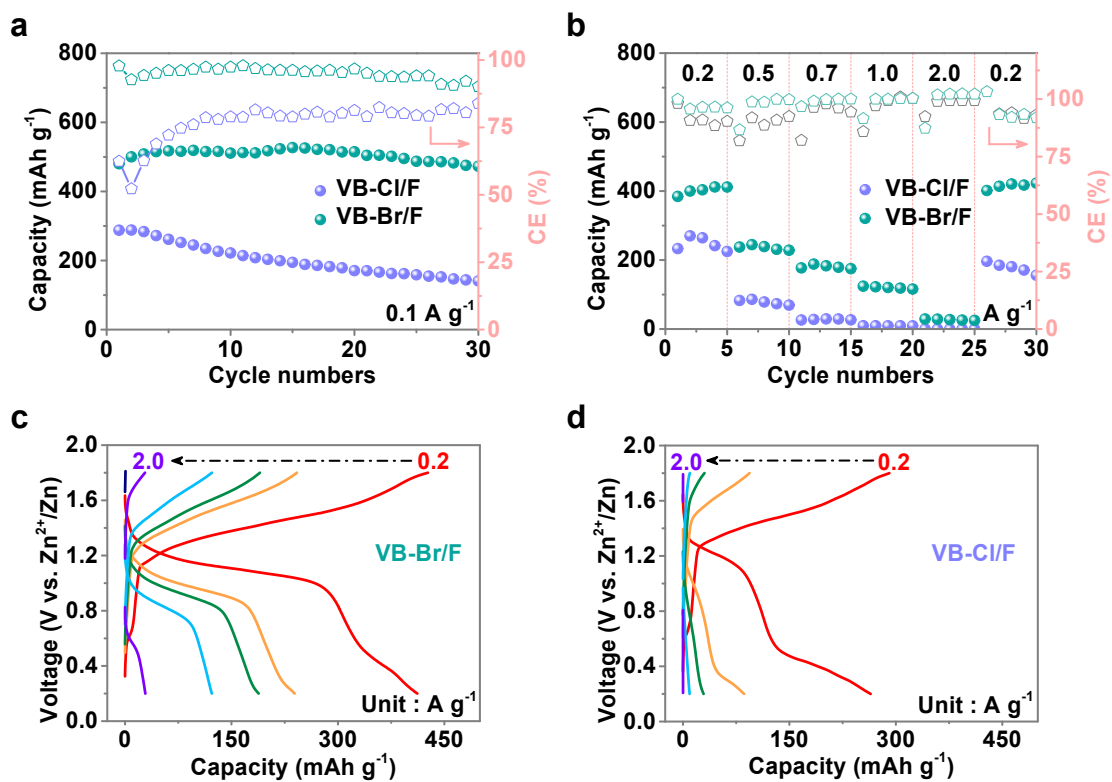 a
800
600
400
200
0
Capacity (mAh g⁻¹)
100
75
50
25
0
CE (%)
VB-Cl/F
VB-Br/F
0.1 A g⁻¹
0
10
20
30
Cycle numbers
b
800
600
400
200
0
Capacity (mAh g⁻¹)
0.2 0.5 0.7 1.0 2.0 0.2
100
75
50
25
0
CE (%)
VB-Cl/F
VB-Br/F
A g⁻¹
0 5 10 15 20 25 30
Cycle numbers
c
2.0
1.6
1.2
0.8
0.4
0.0
Voltage (V vs. Zn²⁺/Zn)
2.0 0.2
VB-Br/F
Unit : A g⁻¹
0 150 300 450
Capacity (mAh g⁻¹)
d
2.0
1.6
1.2
0.8
0.4
0.0
Voltage (V vs. Zn²⁺/Zn)
2.0 0.2
VB-Cl/F
Unit : A g⁻¹
0 150 300 450
Capacity (mAh g⁻¹)